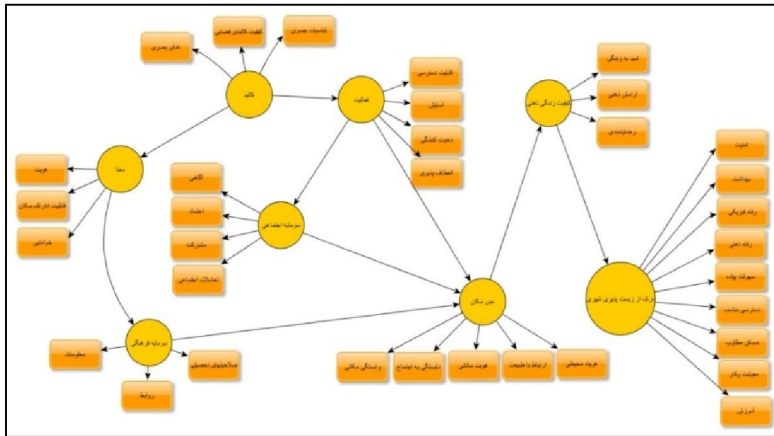 تناسبات بصری
کیفیت کالبدی فضایی
غنای بصری
کالبد
فعالیت
قابلیت دسترسی
آسایش
دعوت کنندگی
انعطاف پذیری
کیفیت زندگی ذهنی
امید به زندگی
آرامش ذهنی
رضایتمندی
معنا
هویت
قابلیت ادراک مکان
خوانایی
سرمایه اجتماعی
آگاهی
اعتماد
مشارکت
تعاملات اجتماعی
حس مکان
درک از زیست پذیری شهری
امنیت
بهداشت
رفاه فیزیکی
رفاه ذهنی
سهولت پیاده
دسترسی مناسب
مسکن مطلوب
معیشت و کار
آموزش
سرمایه فرهنگی
معلومات
روابط
صلاحیتهای تحصیلی
هویت محیطی
ارتباط با طبیعت
هویت مکانی
دلبستگی به اجتماع
وابستگی مکانی